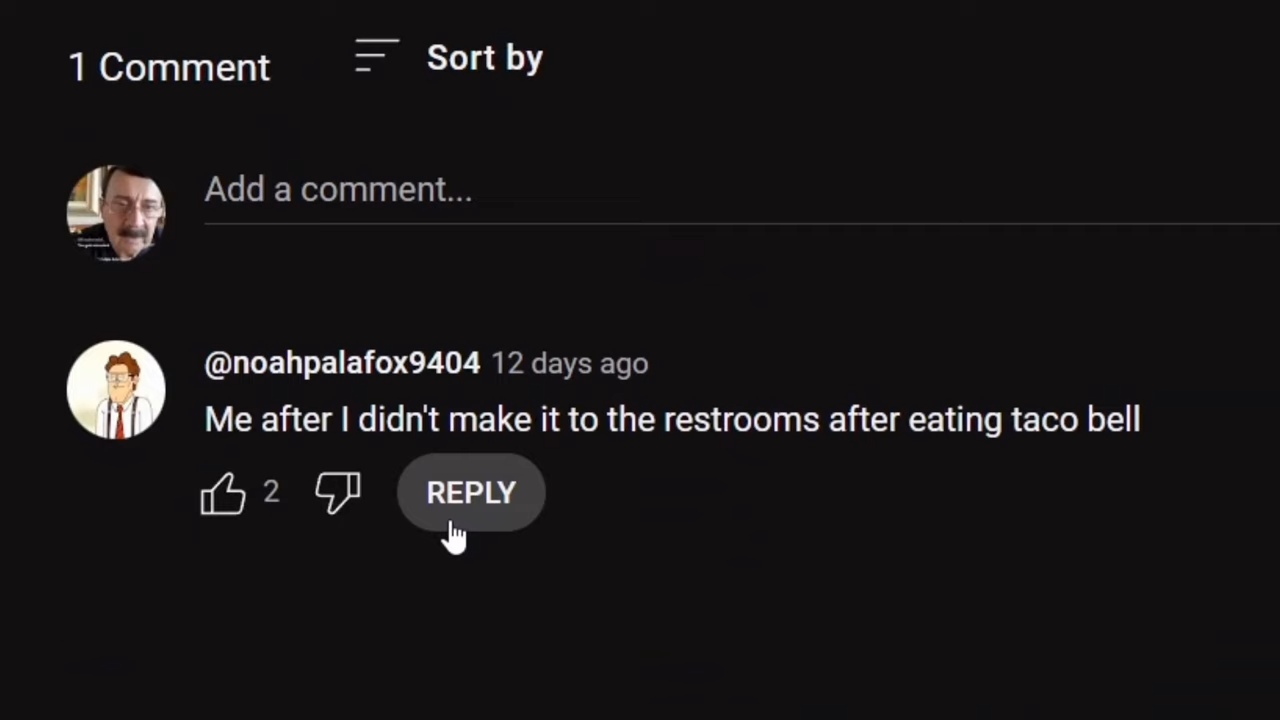 1 Comment
Sort by
Add a comment...
@noahpalafox9404 12 days ago
Me after I didn't make it to the restrooms after eating taco bell
2
REPLY